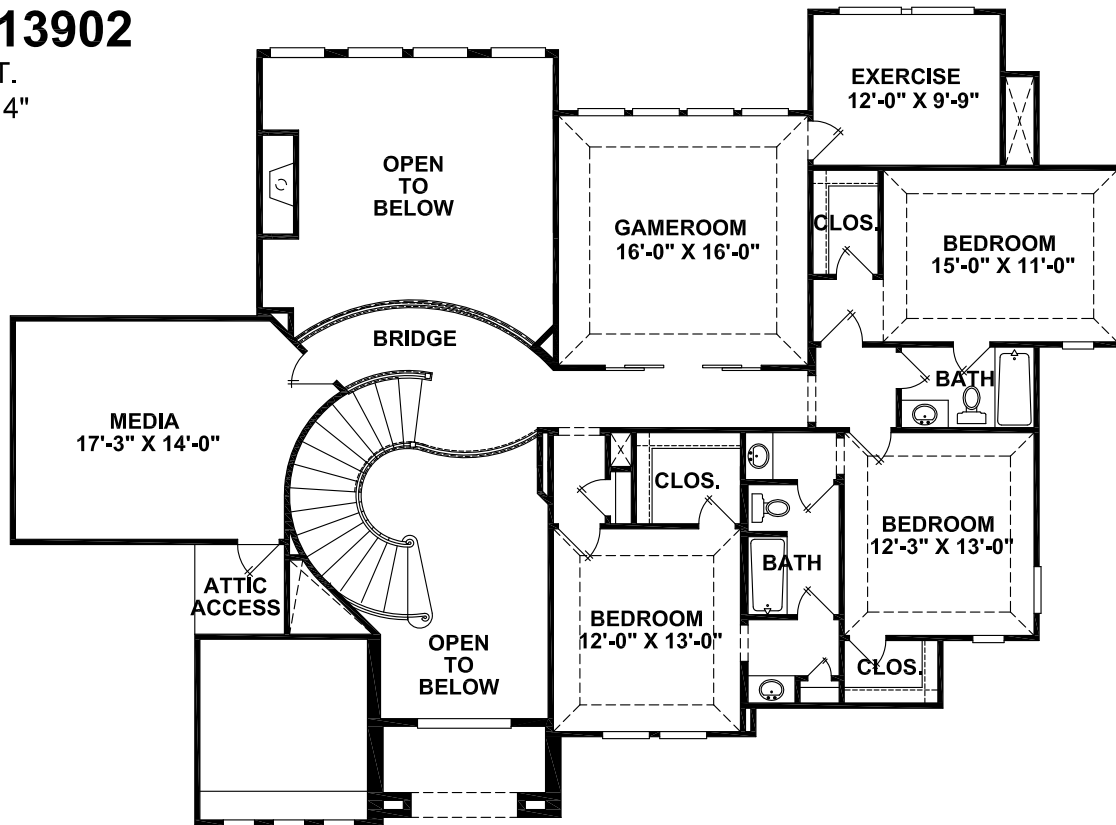 13902
T.
4"
EXERCISE
12'-0" X 9'-9"
OPEN
TO
BELOW
GAMEROOM
16'-0" X 16'-0"
CLOS.
BEDROOM
15'-0" X 11'-0"
BRIDGE
BATH
MEDIA
17'-3" X 14'-0"
CLOS.
BEDROOM
12'-3" X 13'-0"
BATH
ATTIC
ACCESS
BEDROOM
12'-0" X 13'-0"
OPEN
TO
BELOW
CLOS.